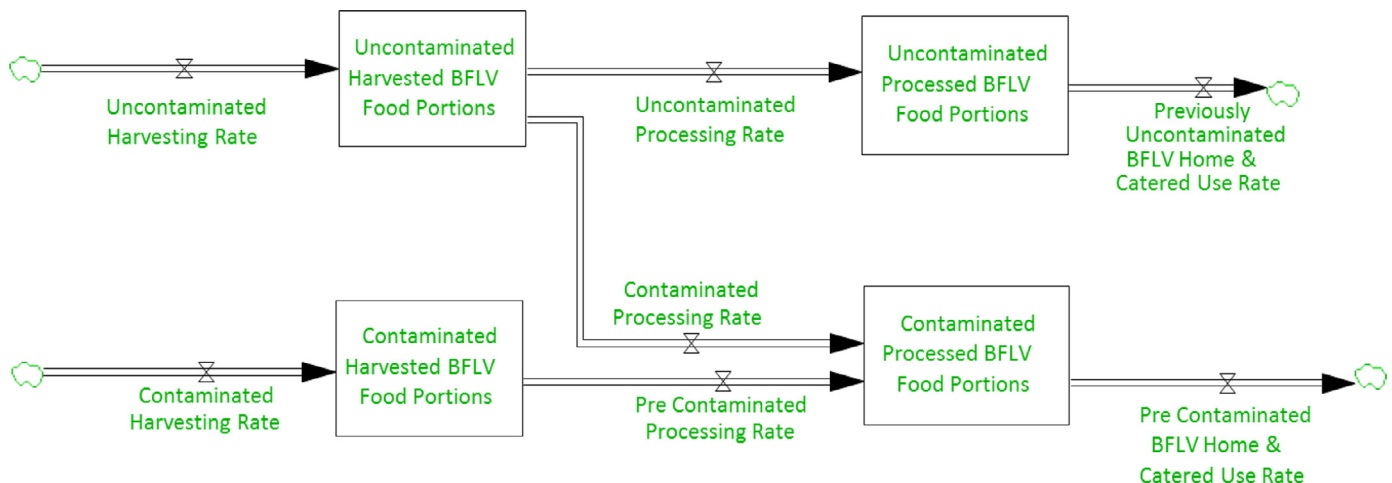 Uncontaminated
Harvested BFLV
Food Portions
Uncontaminated
Processed BFLV
Food Portions
Uncontaminated
Harvesting Rate
Uncontaminated
Processing Rate
Previously
Uncontaminated
BFLV Home &
Catered Use Rate
Contaminated
Processing Rate
Contaminated
Harvested BFLV
Food Portions
Contaminated
Processed BFLV
Food Portions
Contaminated
Harvesting Rate
Pre Contaminated
Processing Rate
Pre Contaminated
BFLV Home &
Catered Use Rate